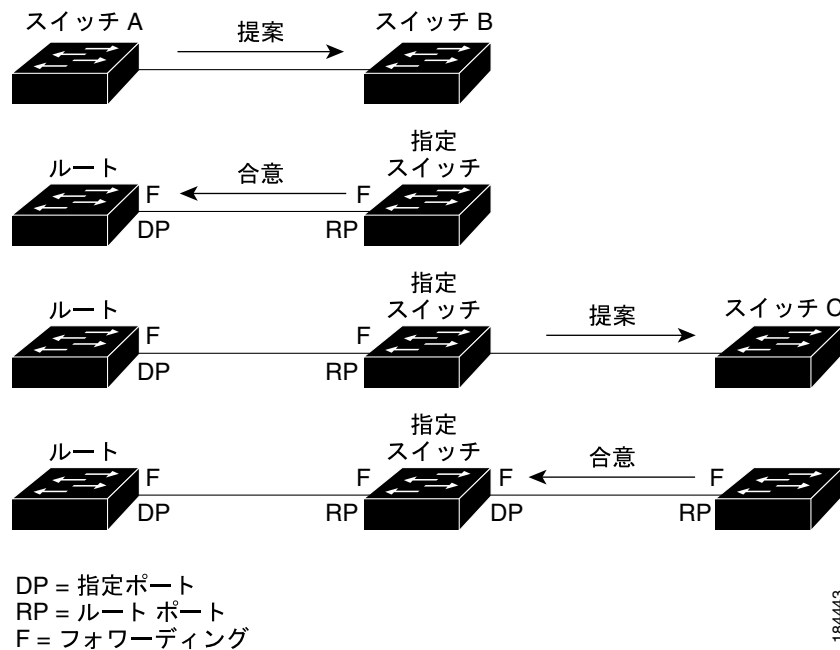 スイッチ A
提案
スイッチ B
ルート
合意
指定
スイッチ
F
F
DP
RP
ルート
指定
スイッチ
提案
スイッチ C
F
F
DP
RP
ルート
指定
スイッチ
合意
F
F
F
F
DP
RP
DP
RP
DP = 指定ポート
RP = ルート ポート
F = フォワーディング
184443